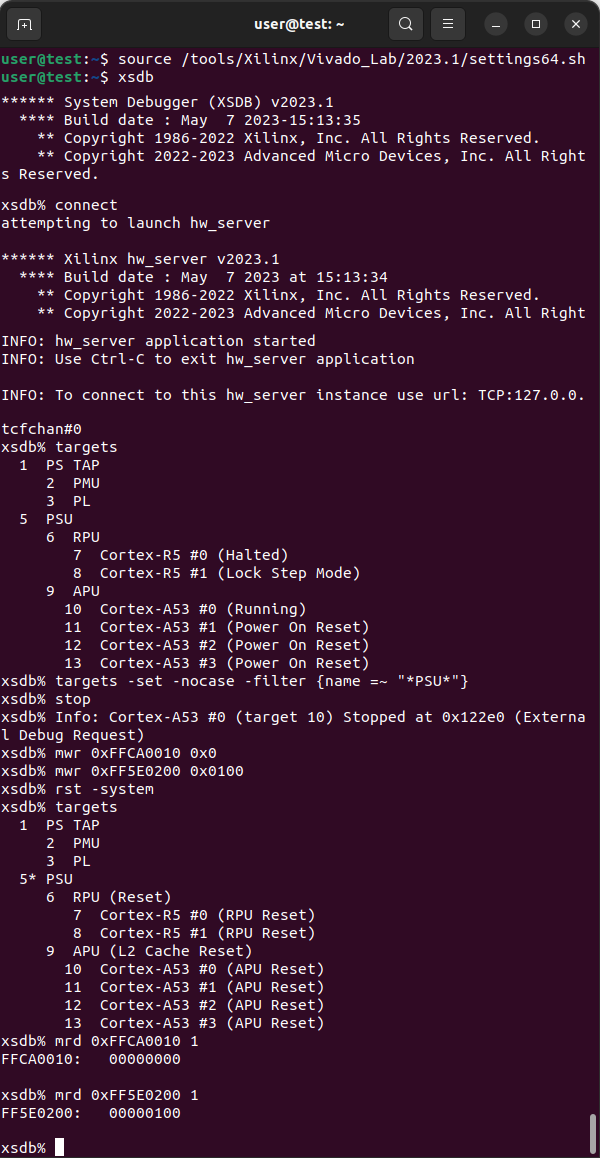 user@test: ~
user@test:~$ source /tools/Xilinx/Vivado_Lab/2023.1/settings64.sh
user@test:~$ xsdb
****** System Debugger (XSDB) v2023.1
  **** Build date : May  7 2023-15:13:35
    ** Copyright 1986-2022 Xilinx, Inc. All Rights Reserved.
    ** Copyright 2022-2023 Advanced Micro Devices, Inc. All Right
s Reserved.
xsdb% connect
attempting to launch hw_server
****** Xilinx hw_server v2023.1
  **** Build date : May  7 2023 at 15:13:34
    ** Copyright 1986-2022 Xilinx, Inc. All Rights Reserved.
    ** Copyright 2022-2023 Advanced Micro Devices, Inc. All Right
INFO: hw_server application started
INFO: Use Ctrl-C to exit hw_server application
INFO: To connect to this hw_server instance use url: TCP:127.0.0.
tcfchan#0
xsdb% targets
  1  PS TAP
     2  PMU
     3  PL
  5  PSU
     6  RPU
        7  Cortex-R5 #0 (Halted)
        8  Cortex-R5 #1 (Lock Step Mode)
     9  APU
       10  Cortex-A53 #0 (Running)
       11  Cortex-A53 #1 (Power On Reset)
       12  Cortex-A53 #2 (Power On Reset)
       13  Cortex-A53 #3 (Power On Reset)
xsdb% targets -set -nocase -filter {name =~ "*PSU*"}
xsdb% stop
xsdb% Info: Cortex-A53 #0 (target 10) Stopped at 0x122e0 (Externa
l Debug Request)
xsdb% mwr 0xFFCA0010 0x0
xsdb% mwr 0xFF5E0200 0x0100
xsdb% rst -system
xsdb% targets
  1  PS TAP
     2  PMU
     3  PL
  5* PSU
     6  RPU (Reset)
        7  Cortex-R5 #0 (RPU Reset)
        8  Cortex-R5 #1 (RPU Reset)
     9  APU (L2 Cache Reset)
       10  Cortex-A53 #0 (APU Reset)
       11  Cortex-A53 #1 (APU Reset)
       12  Cortex-A53 #2 (APU Reset)
       13  Cortex-A53 #3 (APU Reset)
xsdb% mrd 0xFFCA0010 1
FFCA0010:   00000000
xsdb% mrd 0xFF5E0200 1
FF5E0200:   00000100
xsdb%